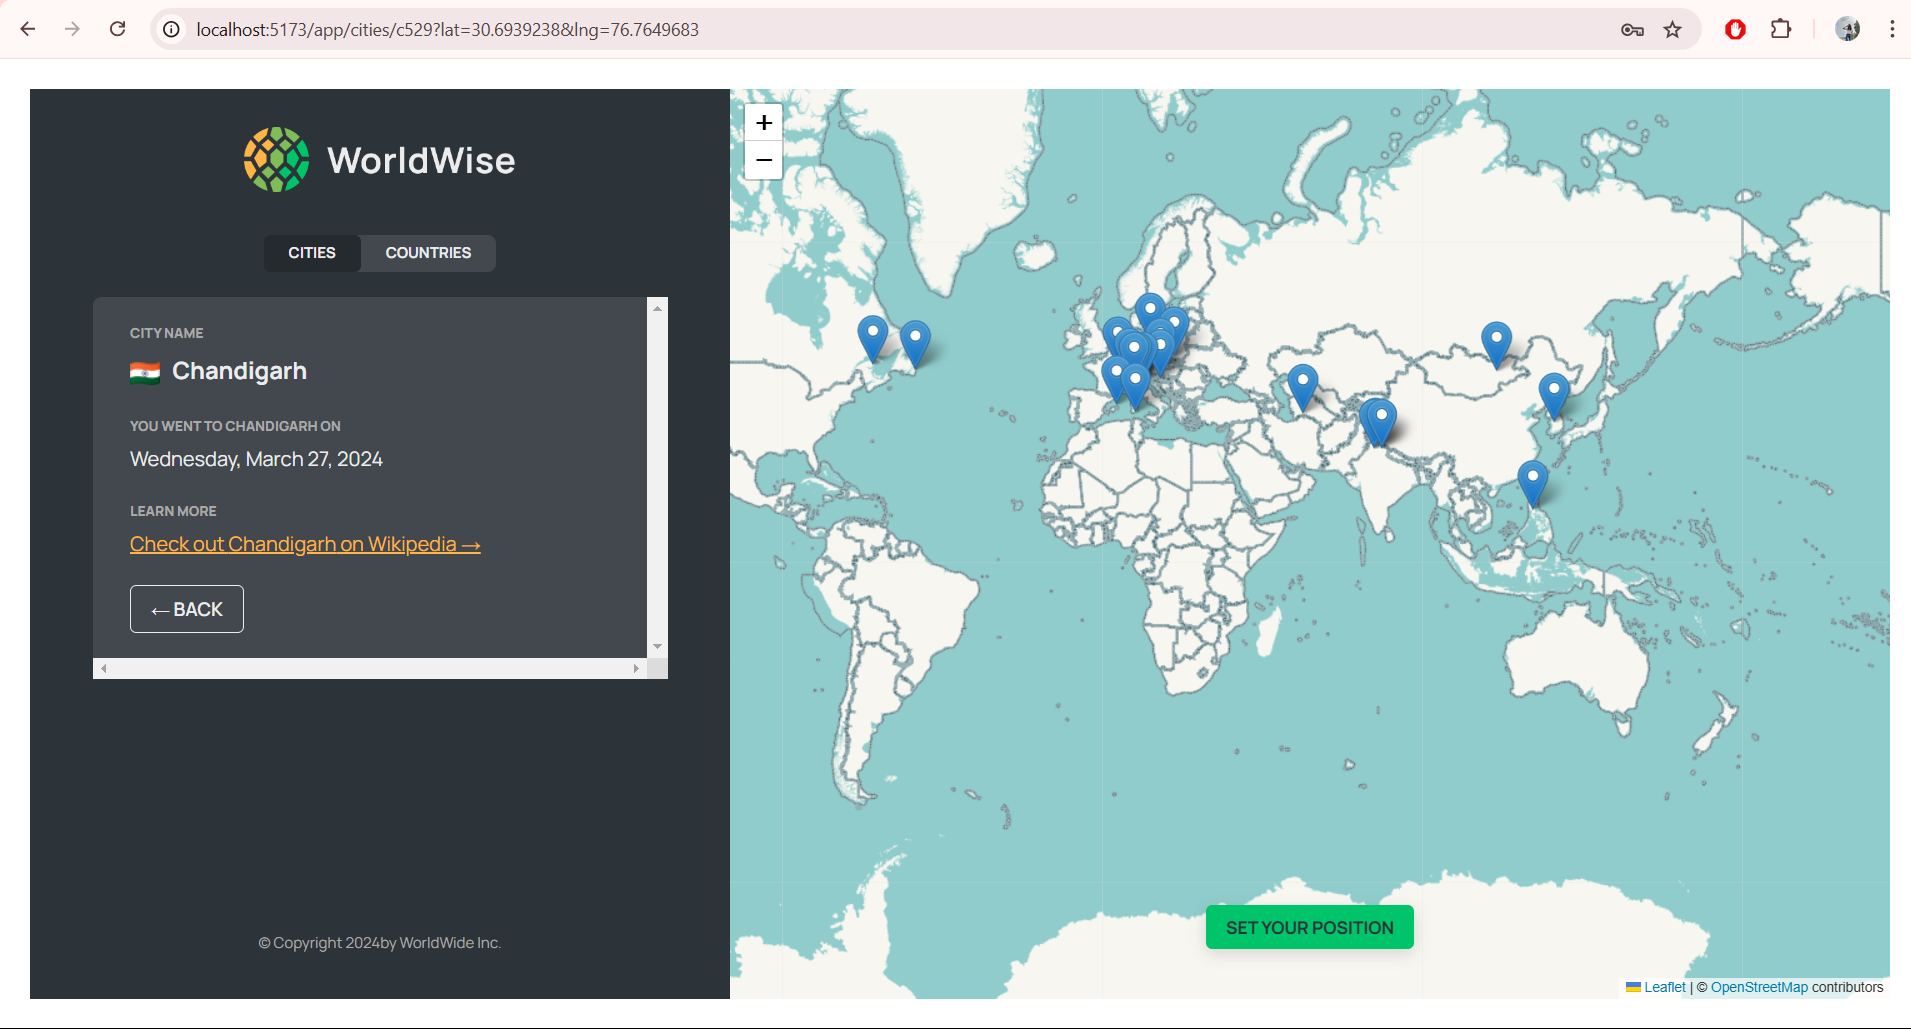 localhost:5173/app/cities/c529?lat=30.6939238&lng=76.7649683
WorldWise
CITIES
COUNTRIES
CITY NAME
🇮🇳 Chandigarh
YOU WENT TO CHANDIGARH ON
Wednesday, March 27, 2024
LEARN MORE
Check out Chandigarh on Wikipedia →
← BACK
© Copyright 2024by WorldWide Inc.
+
−
SET YOUR POSITION
Leaflet | © OpenStreetMap contributors